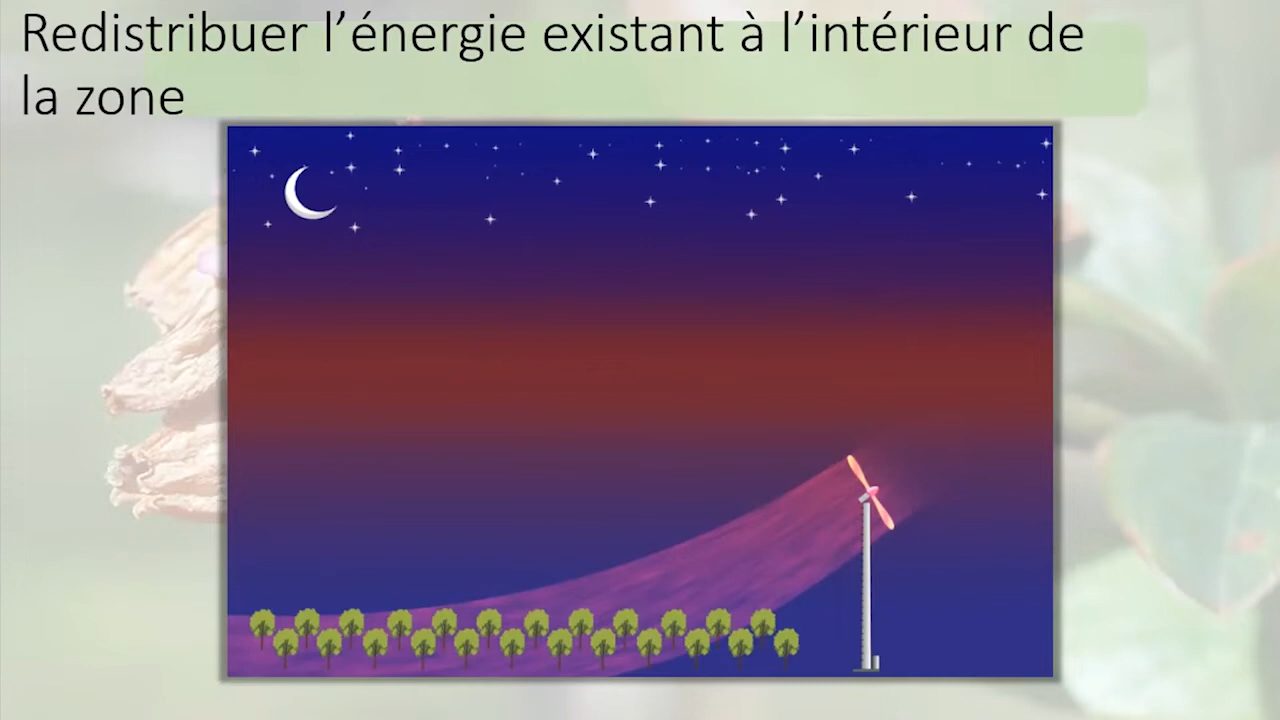 Redistribuer l’énergie existant à l’intérieur de
la zone